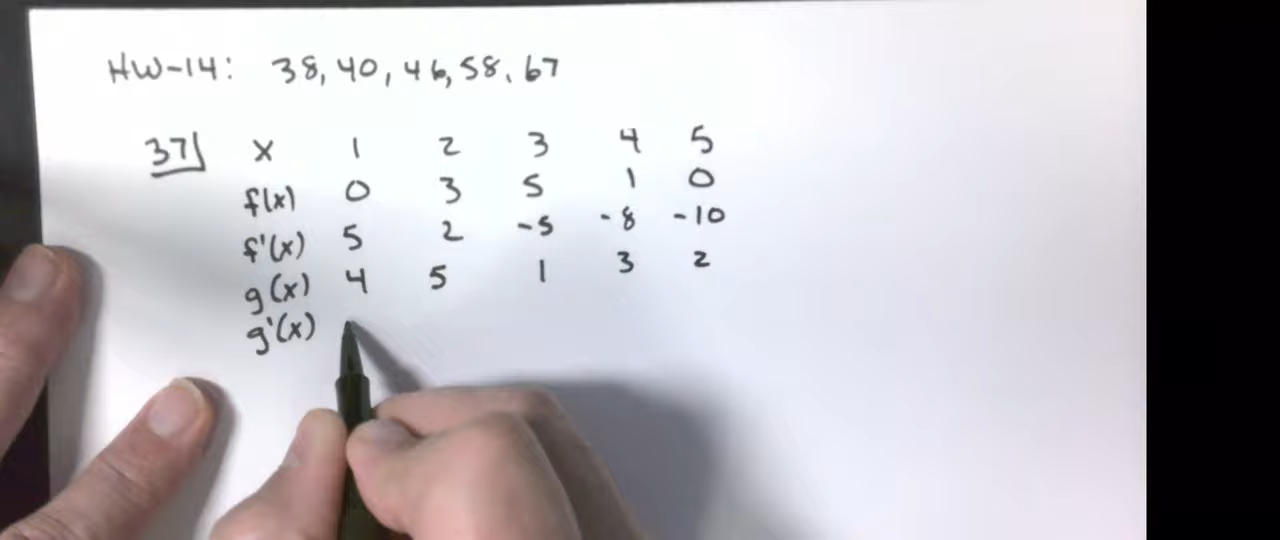 HW-14: 38, 40, 46, 58, 67
37 x 1 2 3 4 5
f(x) 0 3 5 1 0
f'(x) 5 2 -5 -8 -10
g(x) 4 5 1 3 2
g'(x)